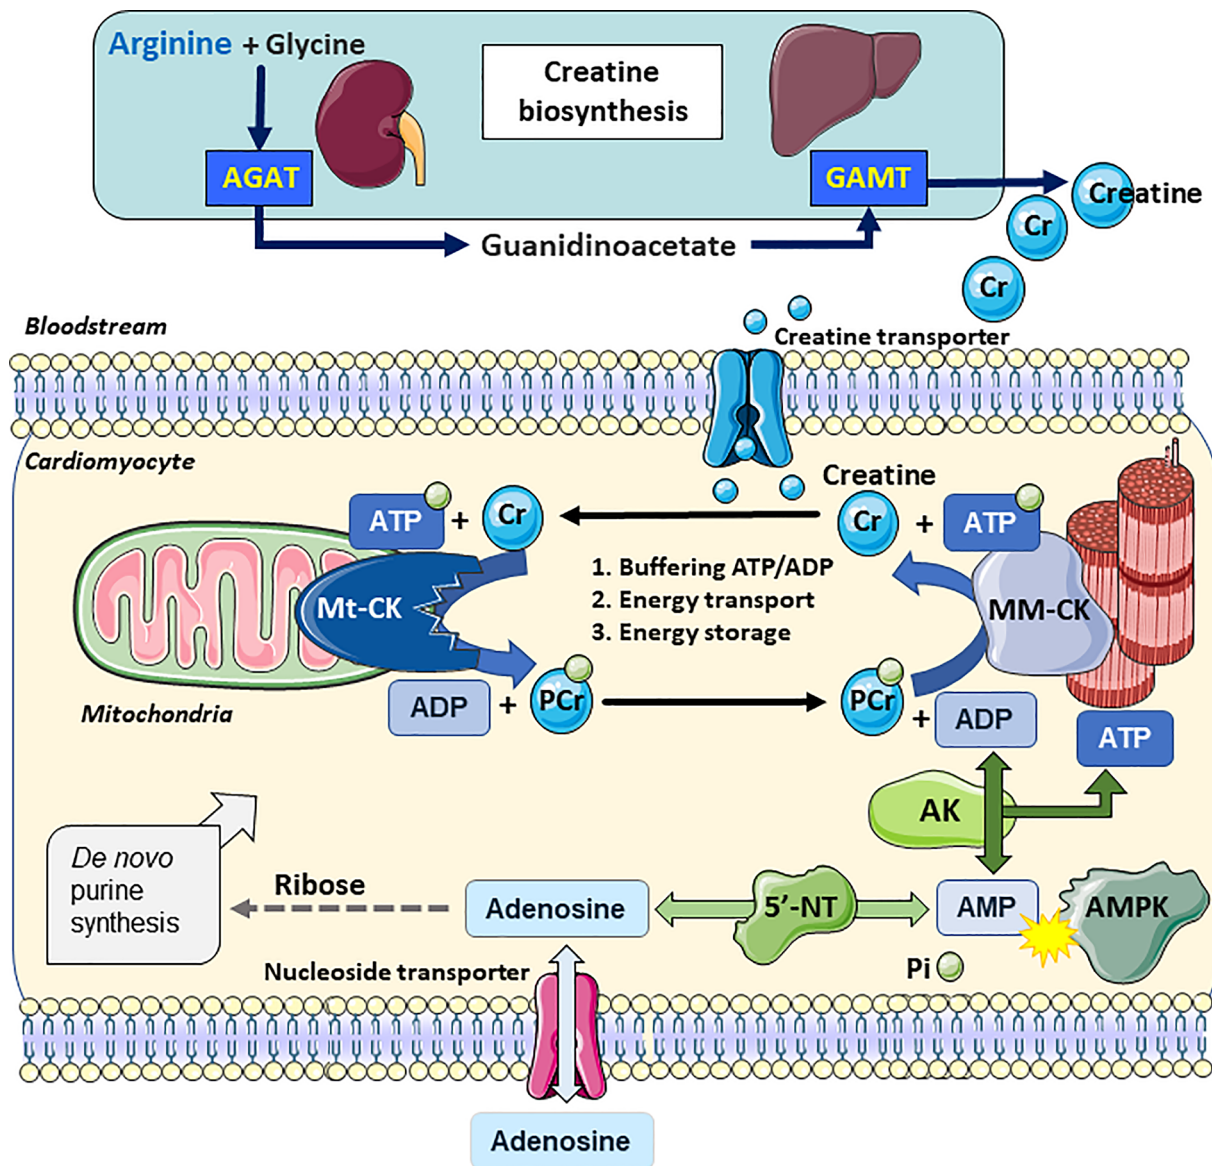 Arginine + Glycine
Creatine
biosynthesis
AGAT
GAMT
Creatine
Guanidinoacetate
Cr
Cr
Bloodstream
Creatine transporter
Cardiomyocyte
Creatine
ATP + Cr
Cr + ATP
1. Buffering ATP/ADP
2. Energy transport
3. Energy storage
Mt-CK
MM-CK
Mitochondria
ADP + PCr
PCr + ADP
ATP
AK
De novo
purine
synthesis
Ribose
Adenosine
5’-NT
AMP
AMPK
Pi
Nucleoside transporter
Adenosine